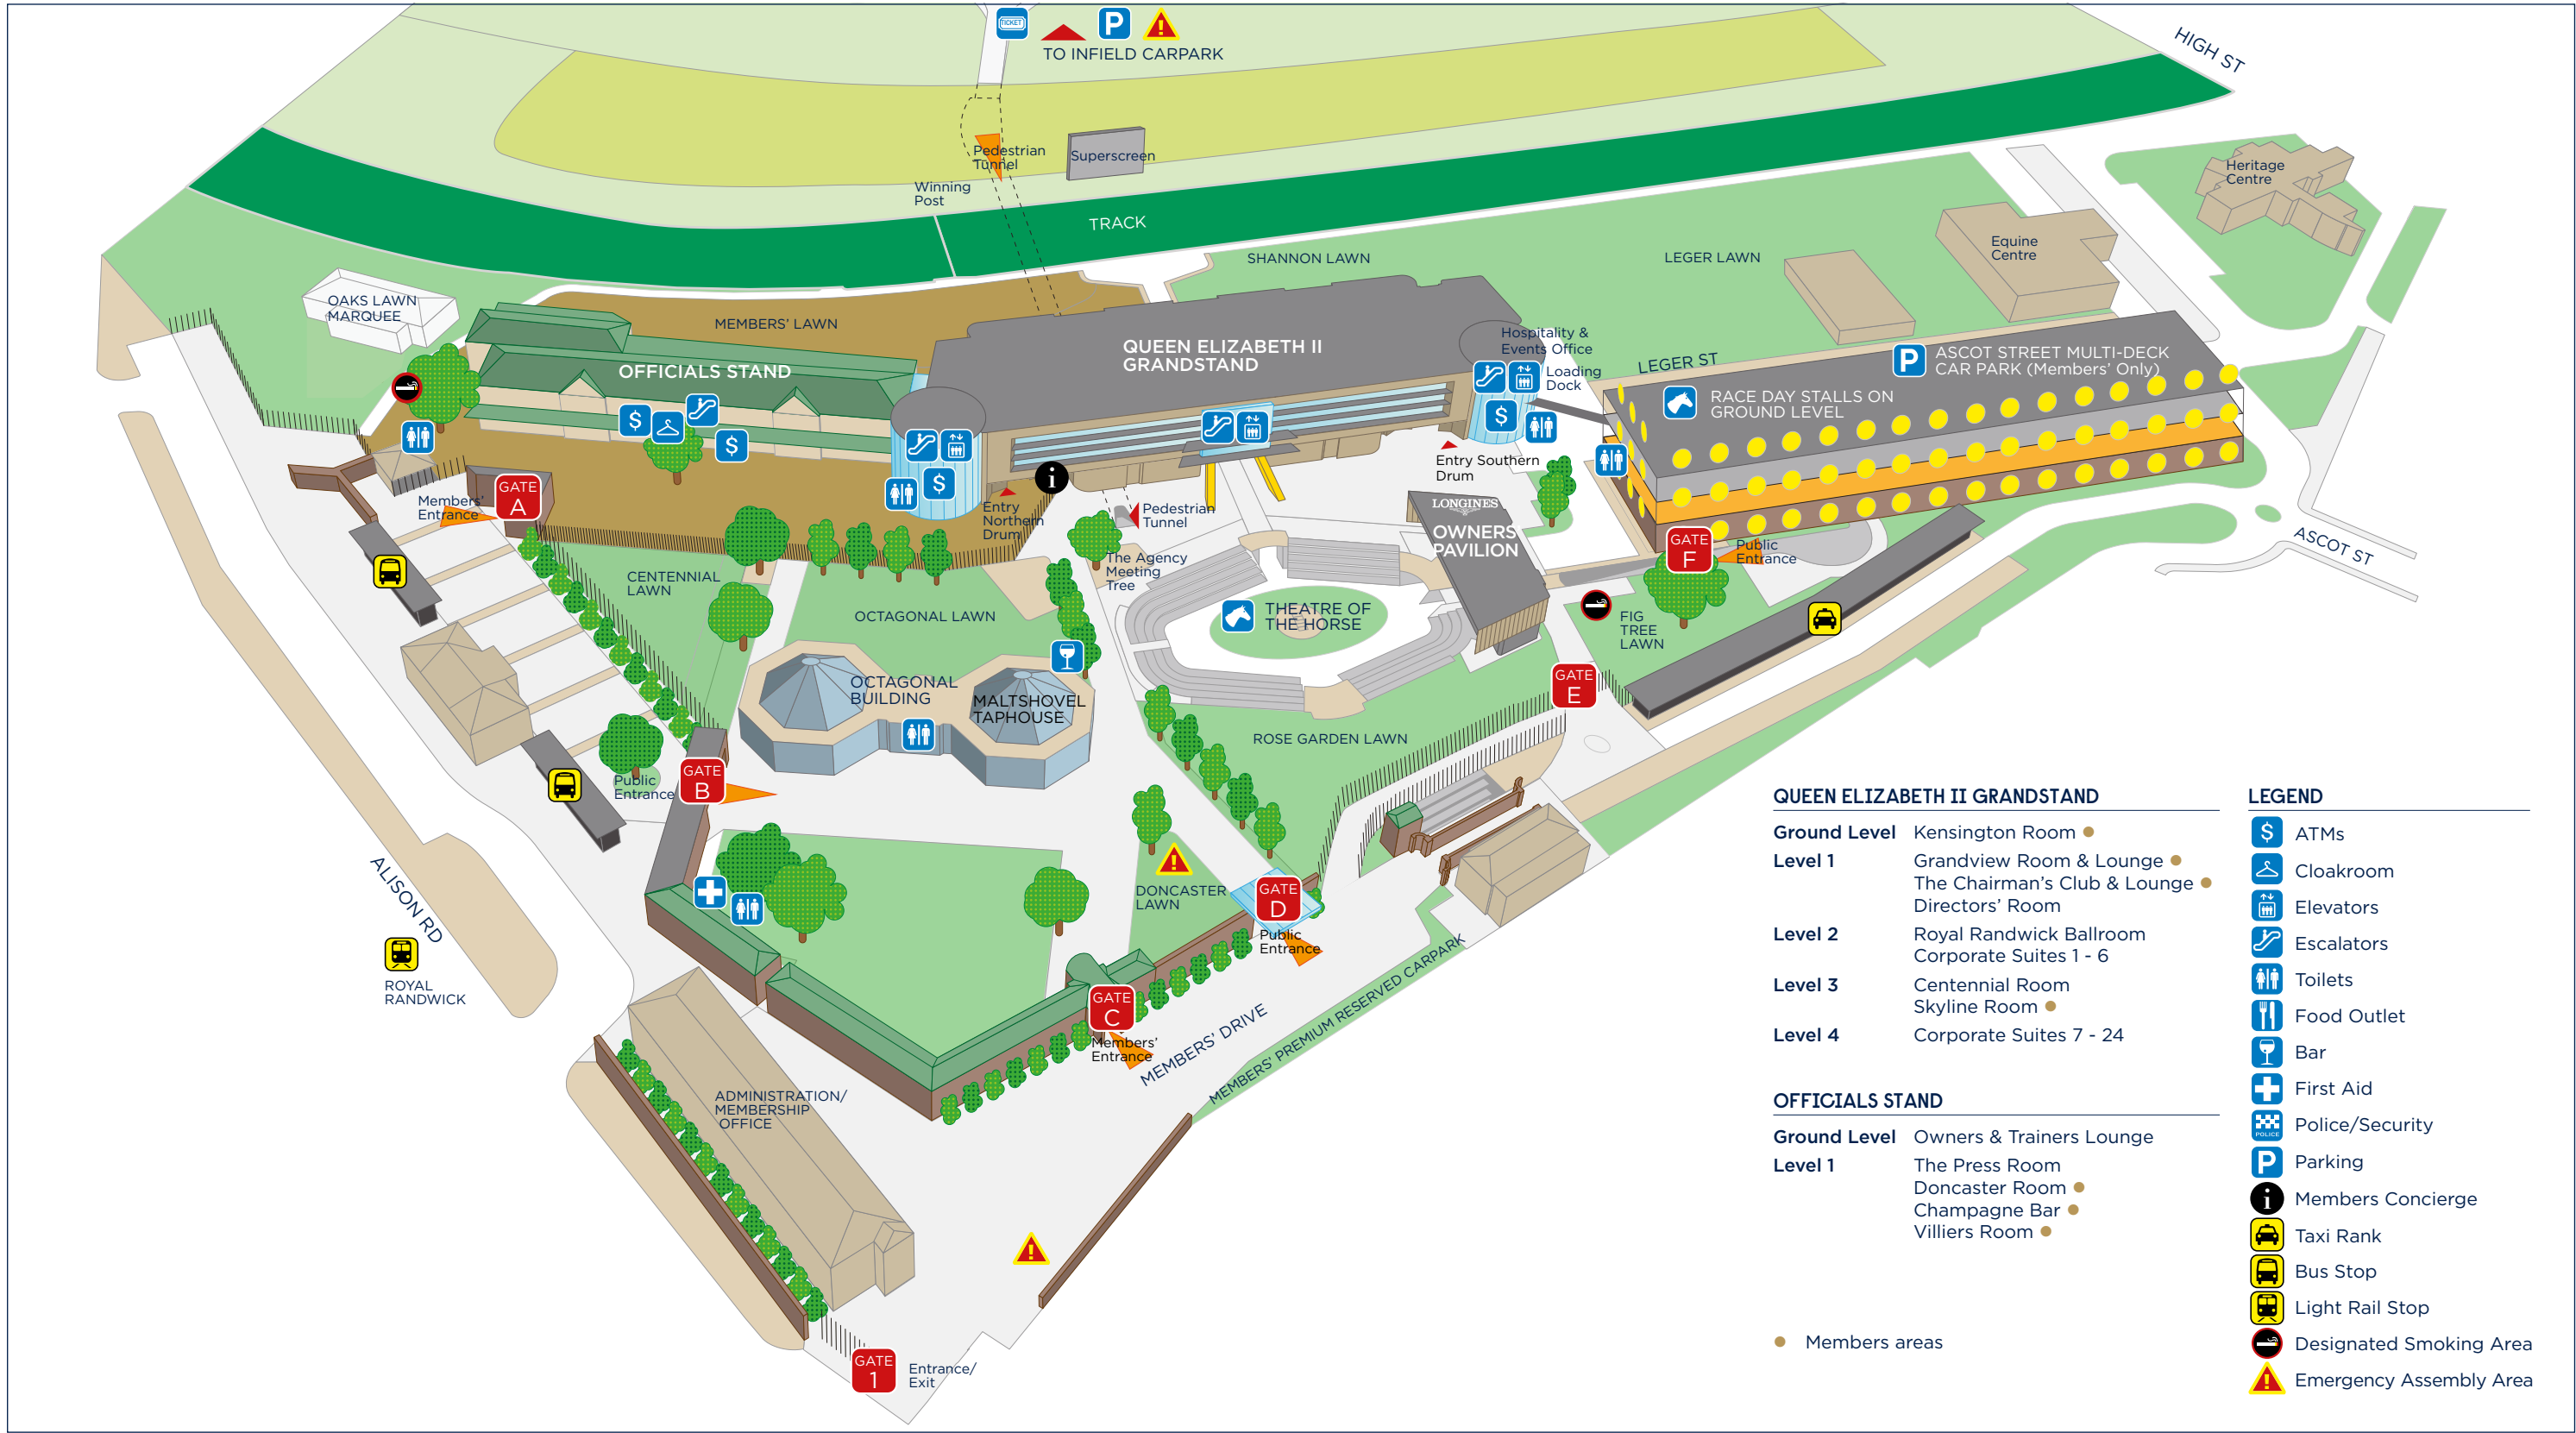 TICKET
P
TO INFIELD CARPARK
HIGH ST
Pedestrian
Tunnel
Superscreen
Winning
Post
TRACK
Heritage
Centre
Equine
Centre
SHANNON LAWN
LEGER LAWN
OAKS LAWN
MARQUEE
MEMBERS' LAWN
QUEEN ELIZABETH II
GRANDSTAND
OFFICIALS STAND
Hospitality &
Events Office
Loading
Dock
LEGER ST
P
ASCOT STREET MULTI-DECK
CAR PARK (Members' Only)
RACE DAY STALLS ON
GROUND LEVEL
$
$
$
$
i
Entry Southern
Drum
Members'
Entrance
GATE
A
Entry
Northern
Drum
Pedestrian
Tunnel
LONGINES
OWNERS'
PAVILION
GATE
F
Public
Entrance
ASCOT ST
The Agency
Meeting
Tree
CENTENNIAL
LAWN
OCTAGONAL LAWN
THEATRE OF
THE HORSE
FIG
TREE
LAWN
OCTAGONAL
BUILDING
MALTSHOVEL
TAPHOUSE
GATE
E
ROSE GARDEN LAWN
Public
Entrance
GATE
B
ALISON RD
DONCASTER
LAWN
GATE
D
Public
Entrance
ROYAL
RANDWICK
GATE
C
Members'
Entrance
MEMBERS' DRIVE
MEMBERS' PREMIUM RESERVED CARPARK
ADMINISTRATION/
MEMBERSHIP
OFFICE
GATE
1
Entrance/
Exit
QUEEN ELIZABETH II GRANDSTAND
Ground Level Kensington Room
Level 1 Grandview Room & Lounge
The Chairman's Club & Lounge
Directors' Room
Level 2 Royal Randwick Ballroom
Corporate Suites 1 - 6
Level 3 Centennial Room
Skyline Room
Level 4 Corporate Suites 7 - 24
OFFICIALS STAND
Ground Level Owners & Trainers Lounge
Level 1 The Press Room
Doncaster Room
Champagne Bar
Villiers Room
Members areas
LEGEND
$ ATMs
Cloakroom
Elevators
Escalators
Toilets
Food Outlet
Bar
First Aid
POLICE Police/Security
P Parking
i Members Concierge
Taxi Rank
Bus Stop
Light Rail Stop
Designated Smoking Area
! Emergency Assembly Area